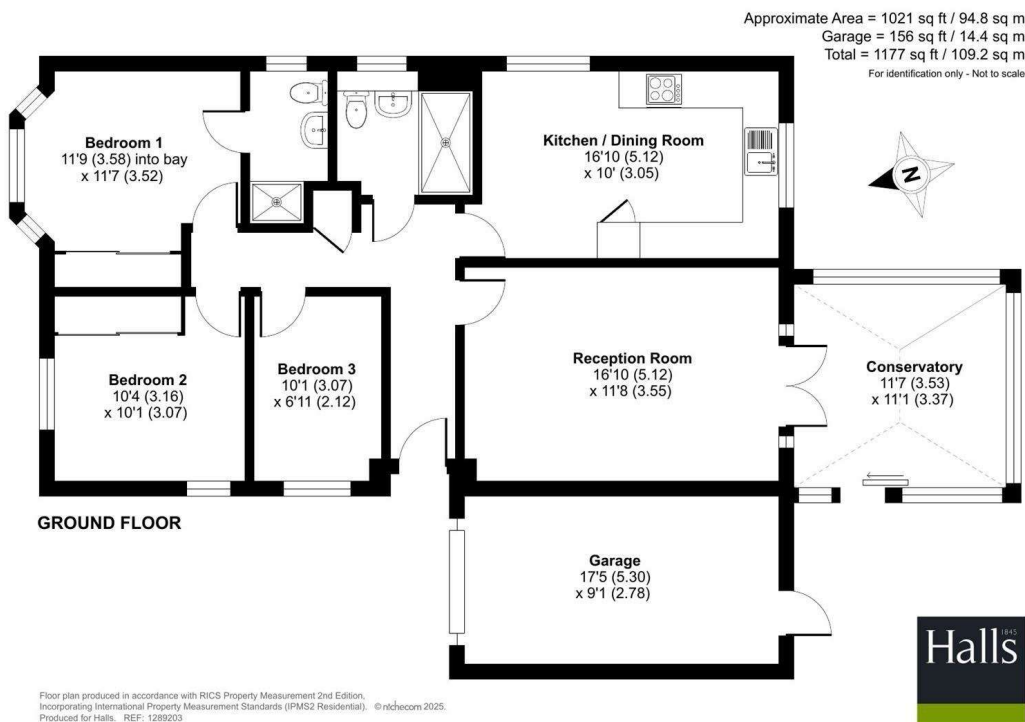 Approximate Area = 1021 sq ft / 94.8 sq m
Garage = 156 sq ft / 14.4 sq m
Total = 1177 sq ft / 109.2 sq m
For identification only - Not to scale
Bedroom 1
11'9 (3.58) into bay
x 11'7 (3.52)
Kitchen / Dining Room
16'10 (5.12)
x 10' (3.05)
N
Bedroom 2
10'4 (3.16)
x 10'1 (3.07)
Bedroom 3
10'1 (3.07)
x 6'11 (2.12)
Reception Room
16'10 (5.12)
x 11'8 (3.55)
Conservatory
11'7 (3.53)
x 11'1 (3.37)
GROUND FLOOR
Garage
17'5 (5.30)
x 9'1 (2.78)
1845
Halls
Floor plan produced in accordance with RICS Property Measurement 2nd Edition,
Incorporating International Property Measurement Standards (IPMS2 Residential). © nichecom 2025.
Produced for Halls. REF: 1289203